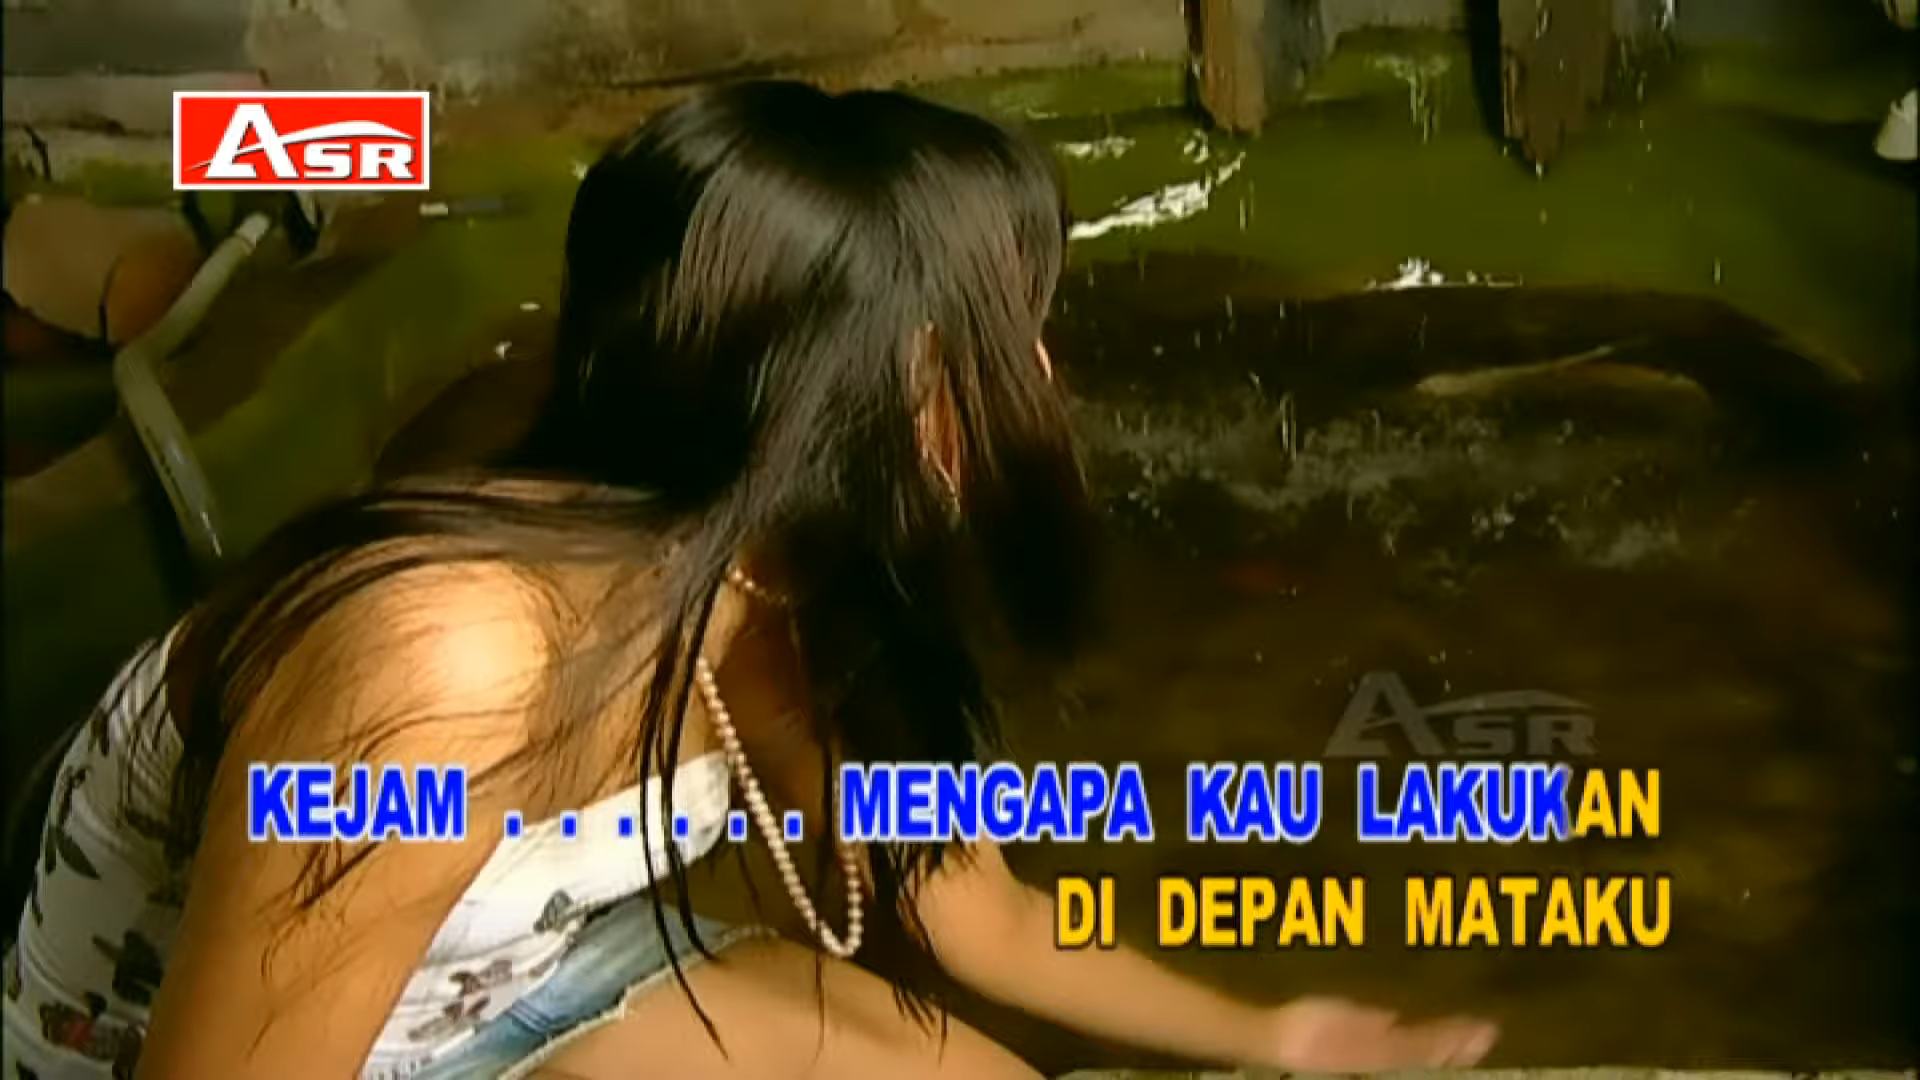 ASR
ASR
KEJAM . . . . . . MENGAPA KAU LAKUKAN
DI DEPAN MATAKU